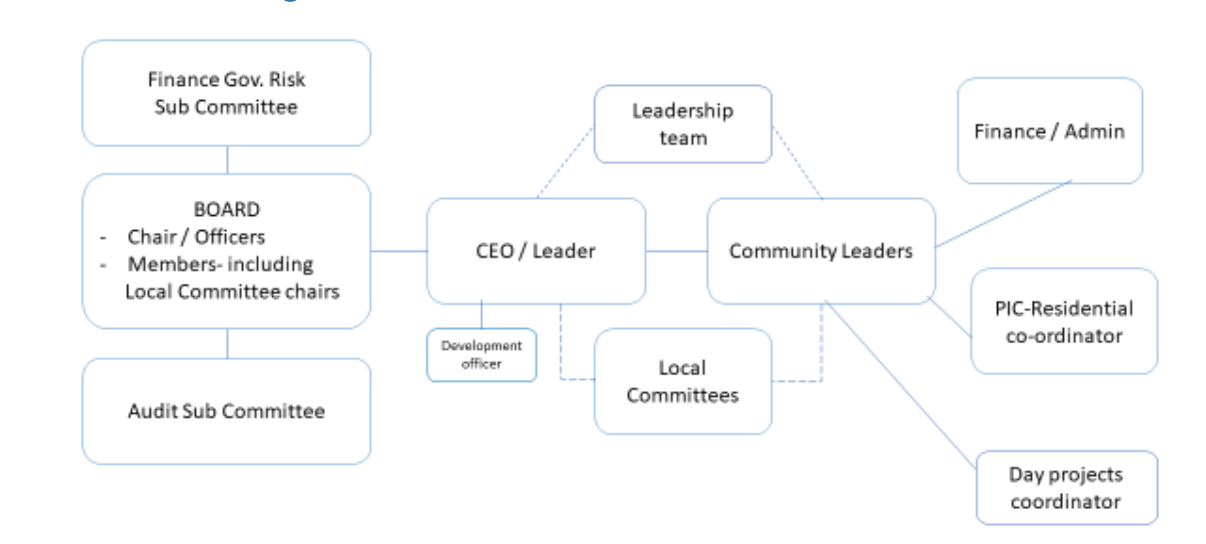 Finance Gov. Risk
Sub Committee
BOARD
- Chair / Officers
- Members- including
Local Committee chairs
Audit Sub Committee
Leadership
team
CEO / Leader
Development
officer
Local
Committees
Community Leaders
Finance / Admin
PIC-Residential
co-ordinator
Day projects
coordinator